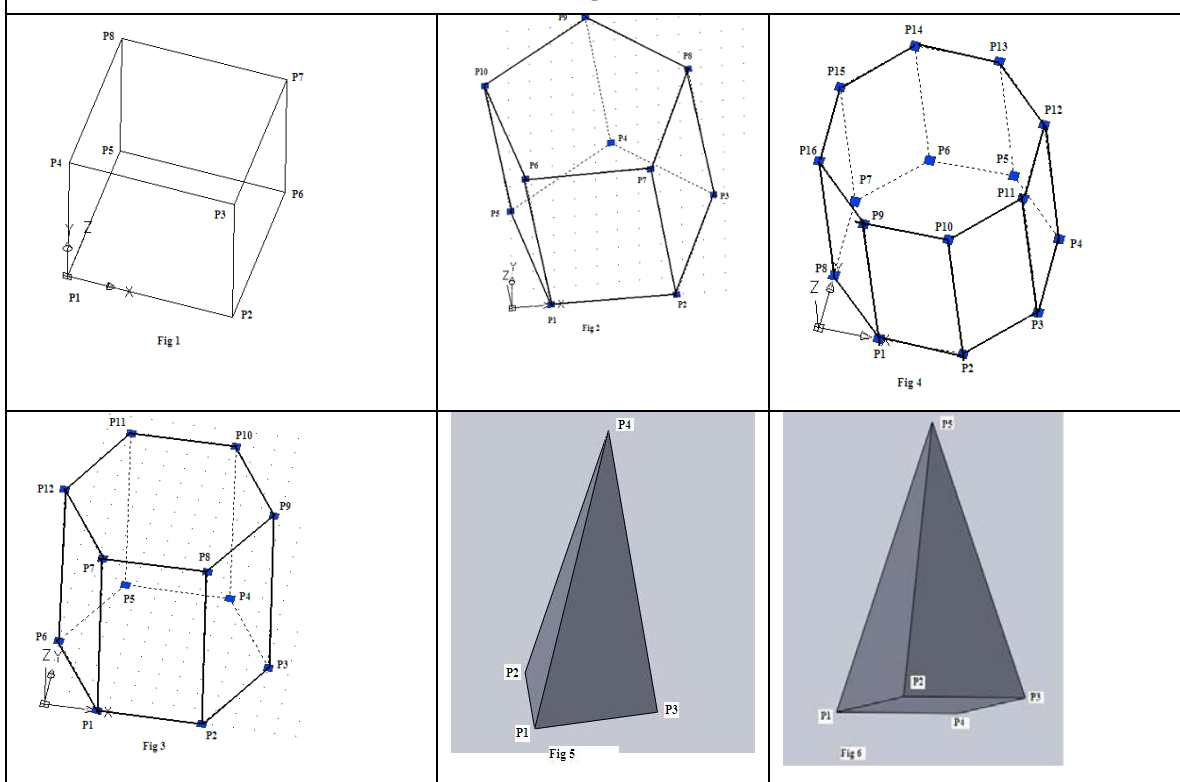 P8
P7
P5
P4
P6
P3
Y Z
P1 X
P2
Fig 1
P9
P8
P10
P4
P6
P7
P3
P5
Z Y
X
P1
P2
Fig 2
P14
P13
P15
P12
P16
P6
P5
P7
P11
P9
P10
P4
P8 Y
Z
P3
P1 X
P2
Fig 4
P11
P10
P12
P9
P8
P7
P5
P4
P6
Z Y
P3
P1 X
P2
Fig 3
P4
P2
P3
P1
Fig 5
P5
P2
P3
P1
P4
Fig 6